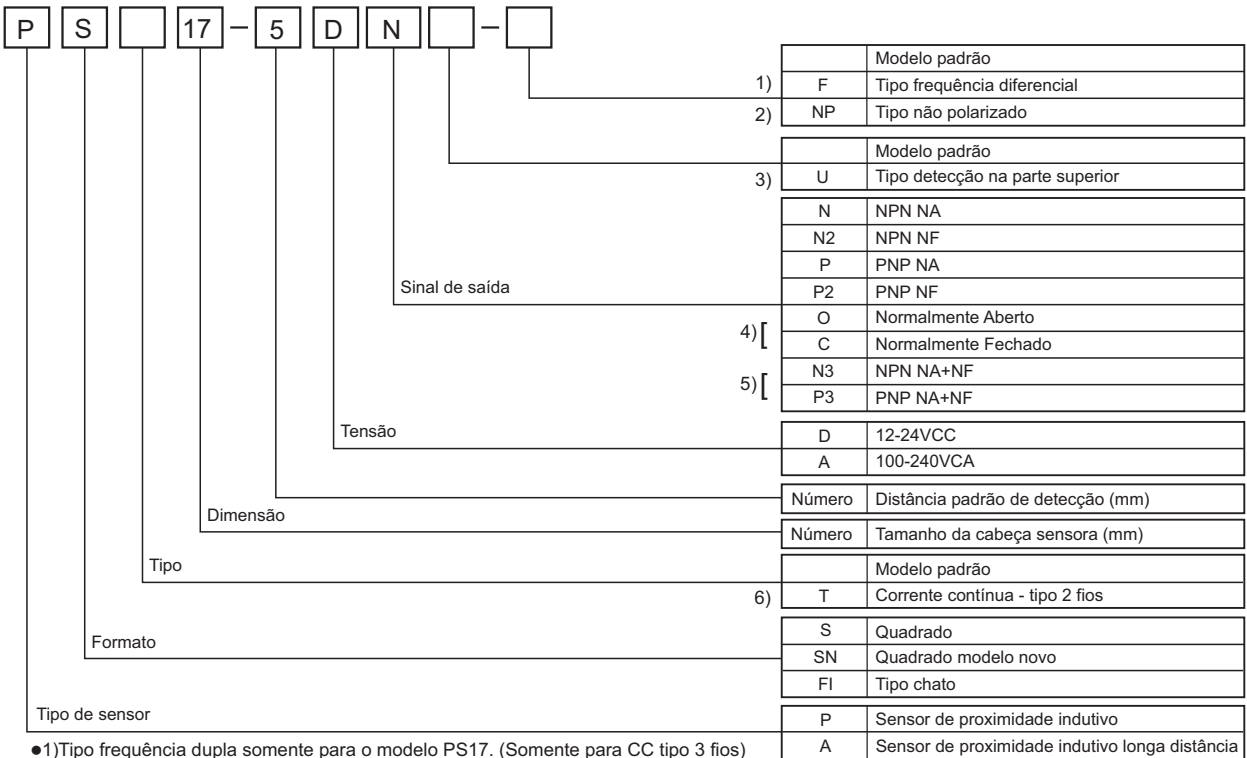 P S 17 - 5 D N -
Modelo padrão
1) F Tipo frequência diferencial
2) NP Tipo não polarizado
Modelo padrão
3) U Tipo detecção na parte superior
Sinal de saída
N NPN NA
N2 NPN NF
P PNP NA
P2 PNP NF
4)[ O Normalmente Aberto
C Normalmente Fechado
5)[ N3 NPN NA+NF
P3 PNP NA+NF
Tensão
D 12-24VCC
A 100-240VCA
Número Distância padrão de detecção (mm)
Dimensão
Número Tamanho da cabeça sensora (mm)
Tipo
Modelo padrão
6) T Corrente contínua - tipo 2 fios
Formato
S Quadrado
SN Quadrado modelo novo
FI Tipo chato
Tipo de sensor
P Sensor de proximidade indutivo
A Sensor de proximidade indutivo longa distância
●1)Tipo frequência dupla somente para o modelo PS17. (Somente para CC tipo 3 fios)